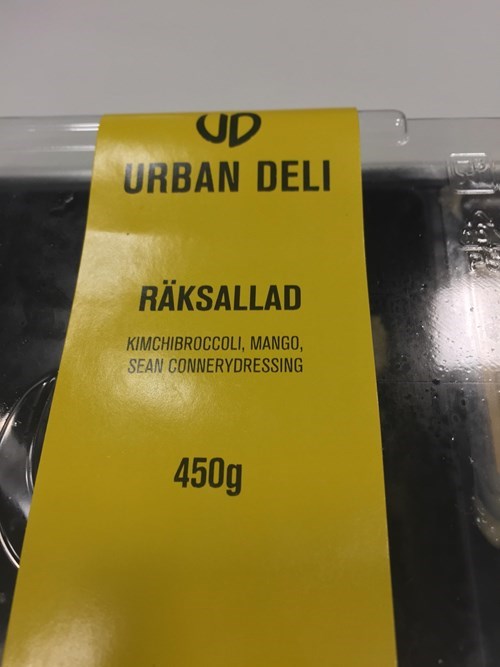 UD
URBAN DELI
RÄKSALLAD
KIMCHIBROCCOLI, MANGO,
SEAN CONNERYDRESSING
450g